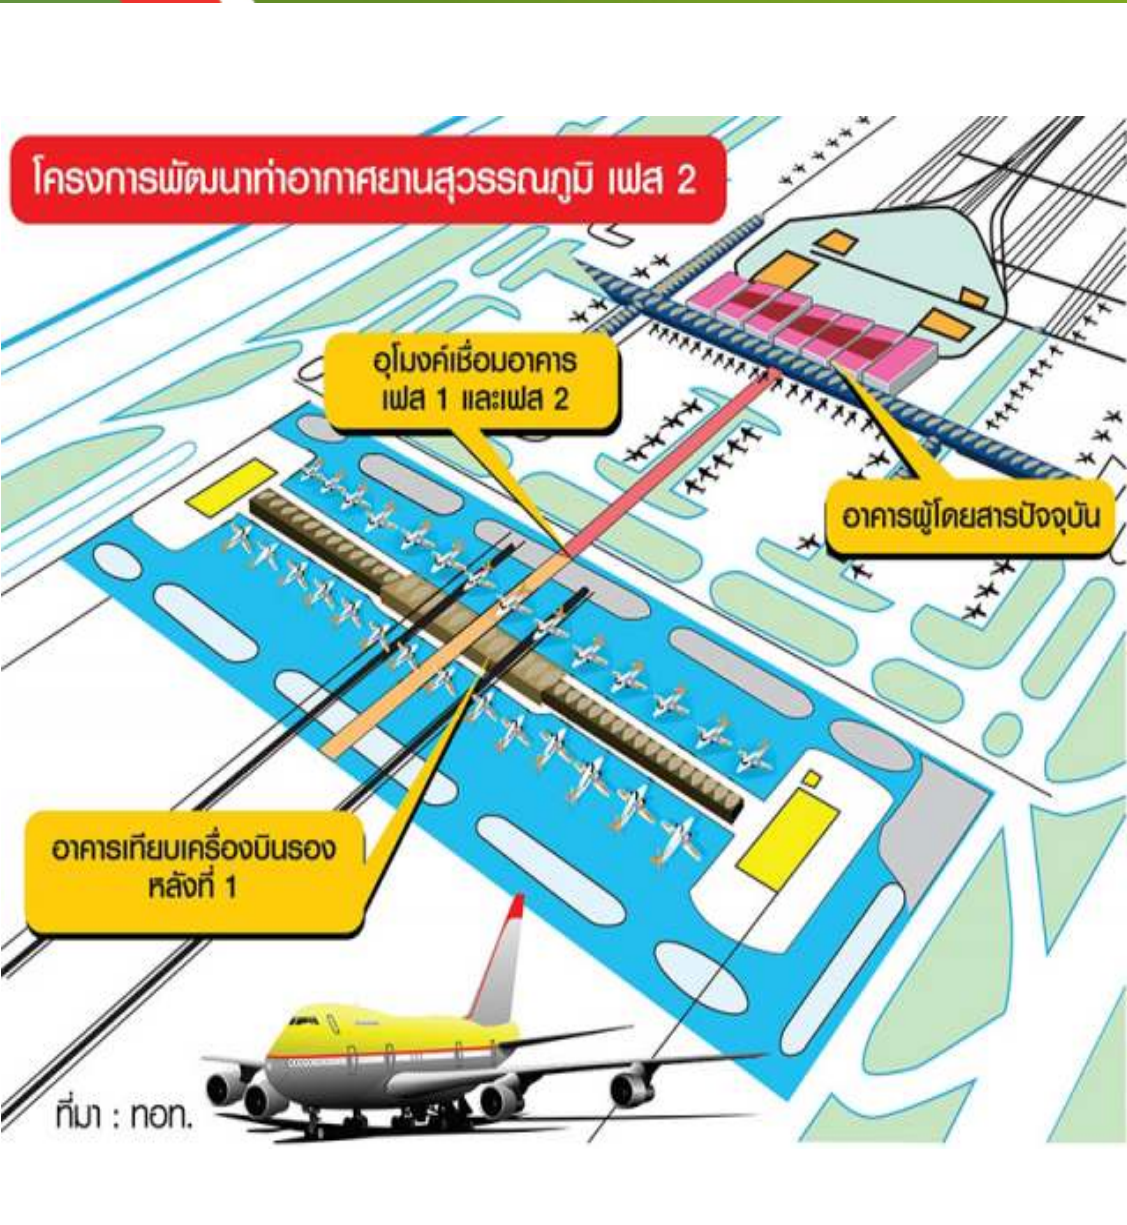 โครงการพัฒนาท่าอากาศยานสุวรรณภูมิ เฟส 2
อุโมงค์เชื่อมอาคาร
เฟส 1 และเฟส 2
อาคารผู้โดยสารปัจจุบัน
อาคารเทียบเครื่องบินรอง
หลังที่ 1
ที่มา : ทอท.